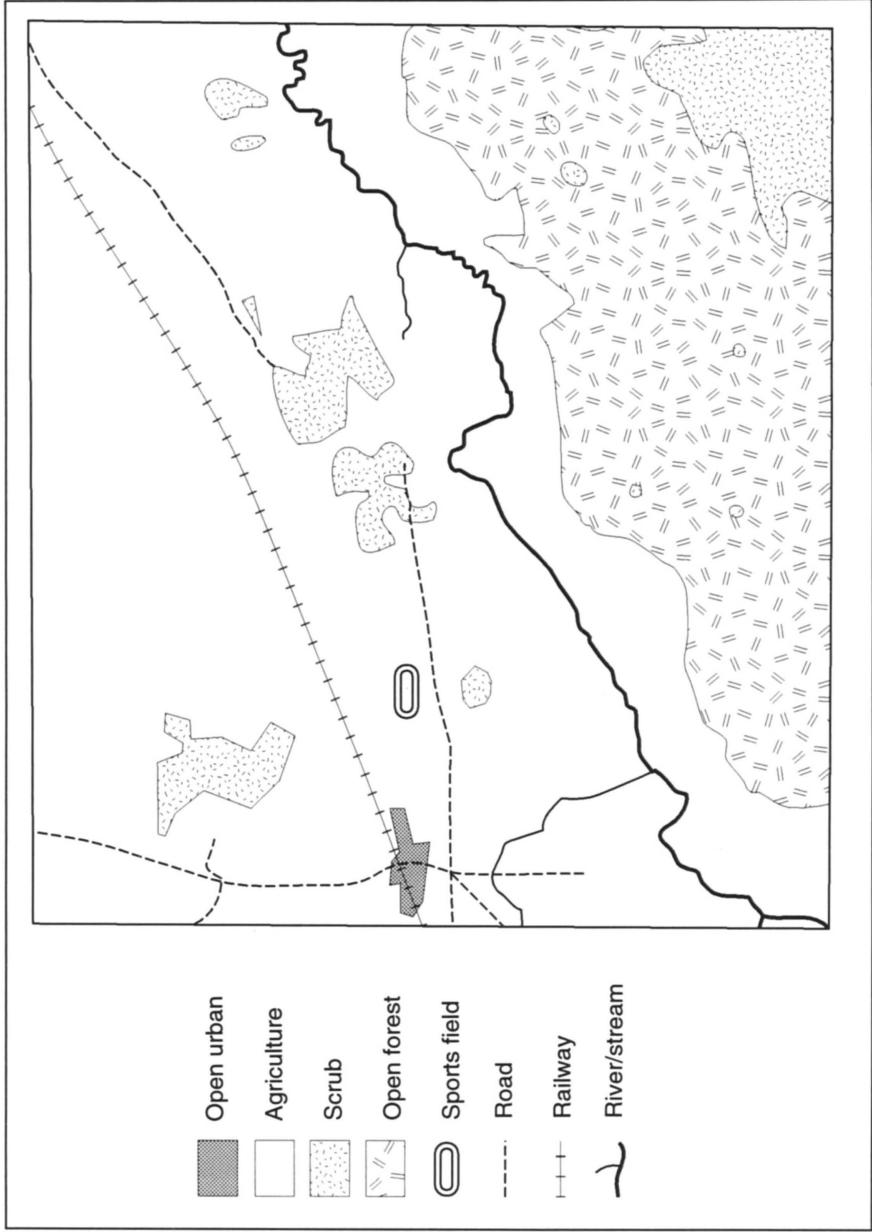 Open urban
Agriculture
Scrub
Open forest
Sports field
Road
Railway
River/stream